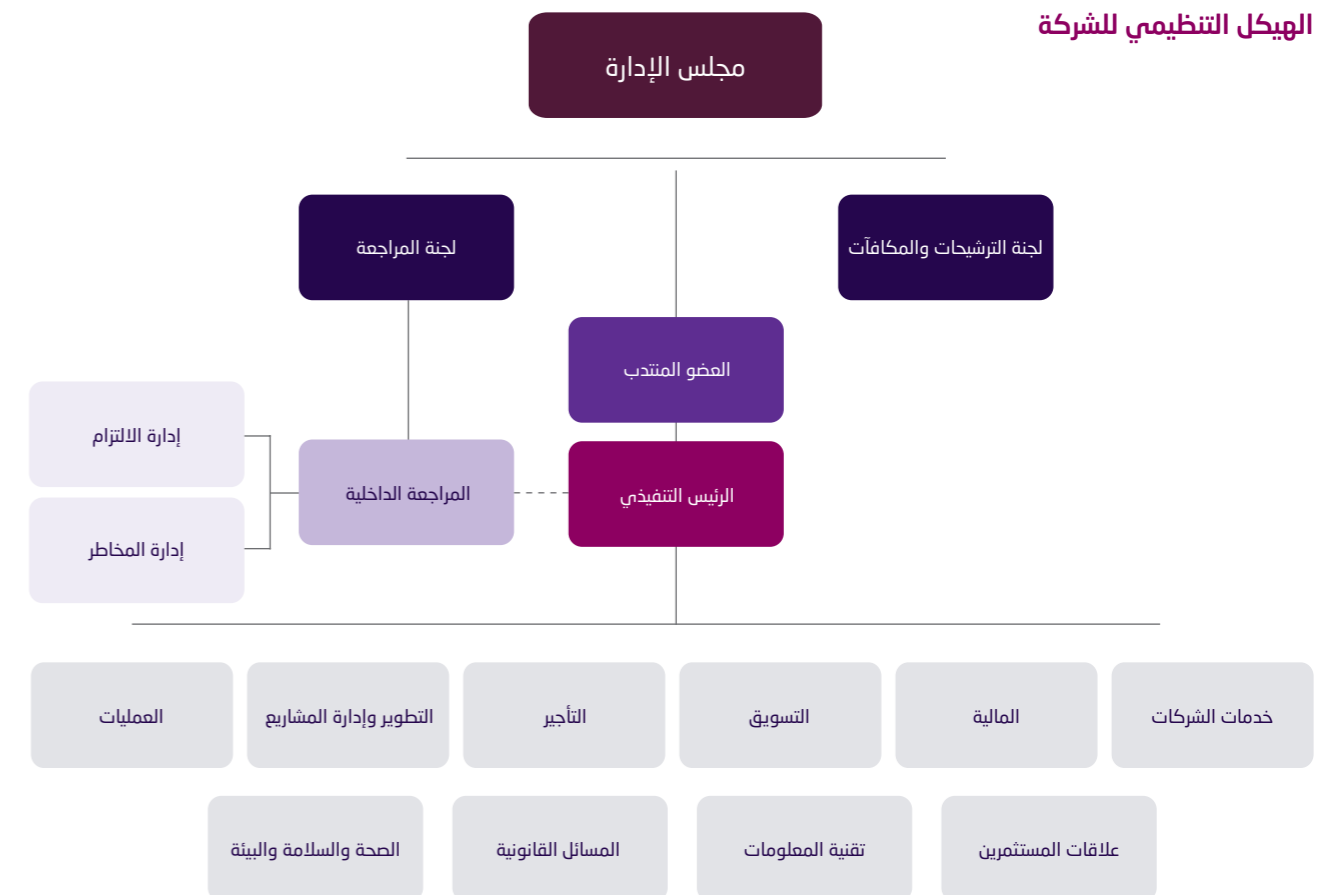 الهيكل التنظيمي للشركة
مجلس الإدارة
لجنة الترشيحات والمكافآت
لجنة المراجعة
العضو المنتدب
الرئيس التنفيذي
المراجعة الداخلية
إدارة الالتزام
إدارة المخاطر
خدمات الشركات
المالية
التسويق
التأجير
التطوير وإدارة المشاريع
العمليات
علاقات المستثمرين
تقنية المعلومات
المسائل القانونية
الصحة والسلامة والبيئة